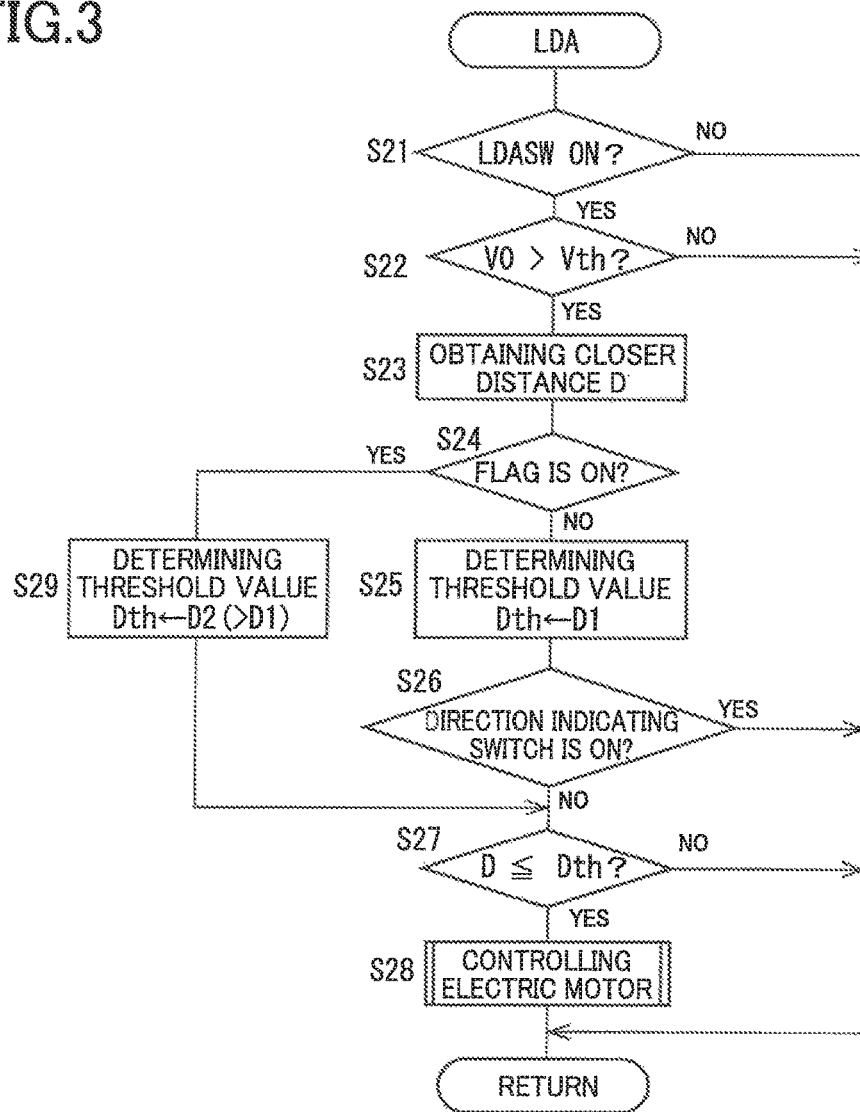 FIG.3
LDA
S21
LDASW ON?
NO
YES
S22
V0 > Vth?
NO
YES
S23
OBTAINING CLOSER
DISTANCE D
S24
YES
FLAG IS ON?
NO
S29
DETERMINING
THRESHOLD VALUE
Dth←D2(>D1)
S25
DETERMINING
THRESHOLD VALUE
Dth←D1
S26
DIRECTION INDICATING
SWITCH IS ON?
YES
NO
S27
D ≦ Dth?
NO
YES
S28
CONTROLLING
ELECTRIC MOTOR
RETURN